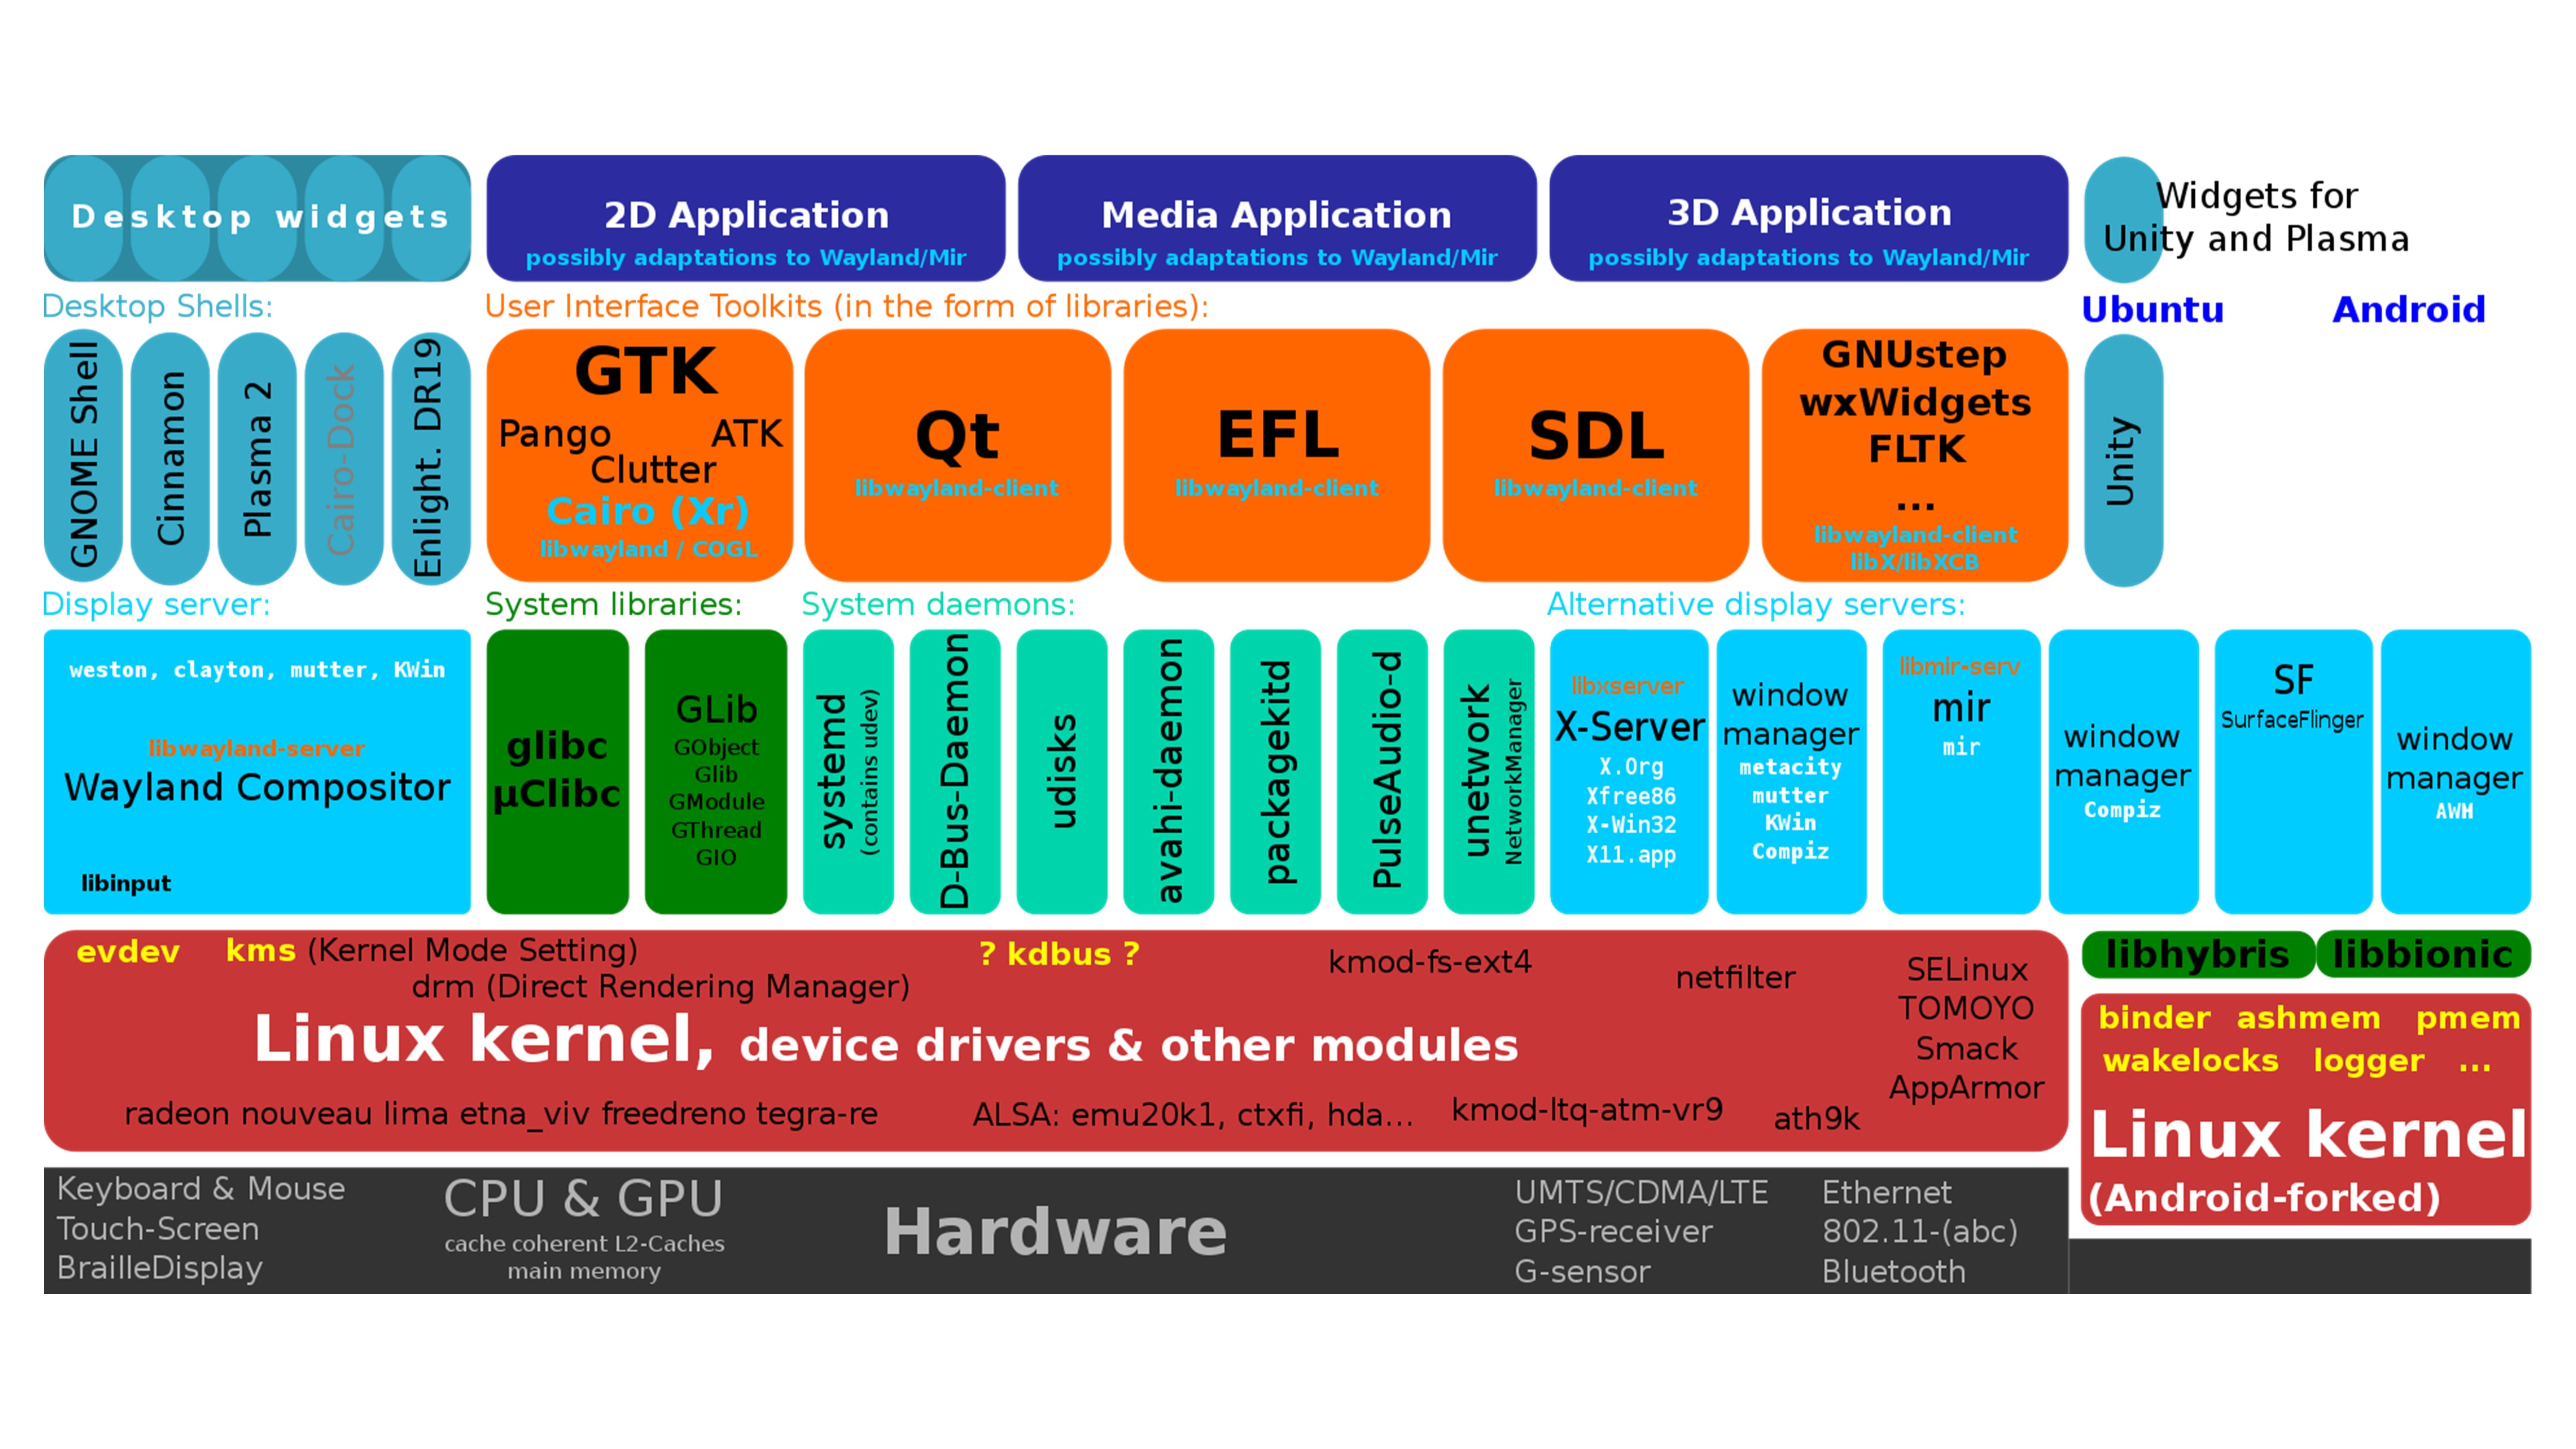 Desktop widgets
2D Application
possibly adaptations to Wayland/Mir
Media Application
possibly adaptations to Wayland/Mir
3D Application
possibly adaptations to Wayland/Mir
Widgets for
Unity and Plasma
Desktop Shells:
User Interface Toolkits (in the form of libraries):
Ubuntu
Android
GNOME Shell
Cinnamon
Plasma 2
Cairo-Dock
Enlight. DR19
GTK
Pango ATK
Clutter
Cairo (Xr)
libwayland / COGL
Qt
libwayland-client
EFL
libwayland-client
SDL
libwayland-client
GNUstep
wxWidgets
FLTK
...
libwayland-client
libX/libXCB
Unity
Display server:
System libraries:
System daemons:
Alternative display servers:
weston, clayton, mutter, KWin
libwayland-server
Wayland Compositor
libinput
glibc
µClibc
GLib
GObject
Glib
GModule
GThread
GIO
systemd
(contains udev)
D-Bus-Daemon
udisks
avahi-daemon
packagekitd
PulseAudio-d
unetwork
NetworkManager
libxserver
X-Server
X.Org
Xfree86
X-Win32
X11.app
window
manager
metacity
mutter
KWin
Compiz
libmir-serv
mir
mir
window
manager
Compiz
SF
SurfaceFlinger
window
manager
AWH
evdev kms (Kernel Mode Setting)
drm (Direct Rendering Manager)
? kdbus ?
kmod-fs-ext4
netfilter
SELinux
TOMOYO
Smack
AppArmor
Linux kernel, device drivers & other modules
radeon nouveau lima etna_viv freedreno tegra-re
ALSA: emu20k1, ctxfi, hda...
kmod-ltq-atm-vr9
ath9k
libhybris
libbionic
binder ashmem pmem
wakelocks logger ...
Linux kernel
(Android-forked)
Keyboard & Mouse
Touch-Screen
BrailleDisplay
CPU & GPU
cache coherent L2-Caches
main memory
Hardware
UMTS/CDMA/LTE
GPS-receiver
G-sensor
Ethernet
802.11-(abc)
Bluetooth